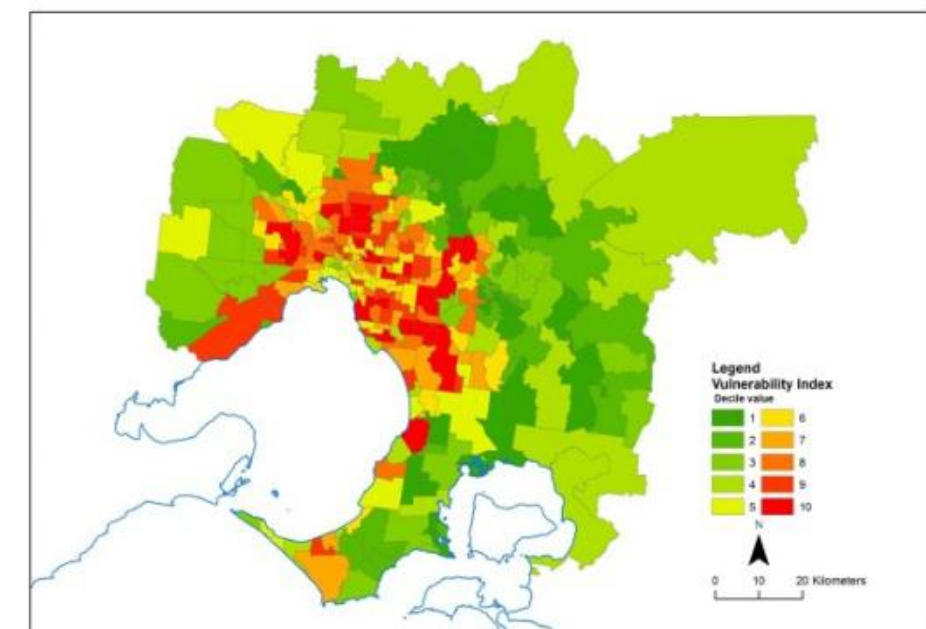 Legend
Vulnerability Index
Decile value
1 6
2 7
3 8
4 9
5 10
N
0 10 20 Kilometers